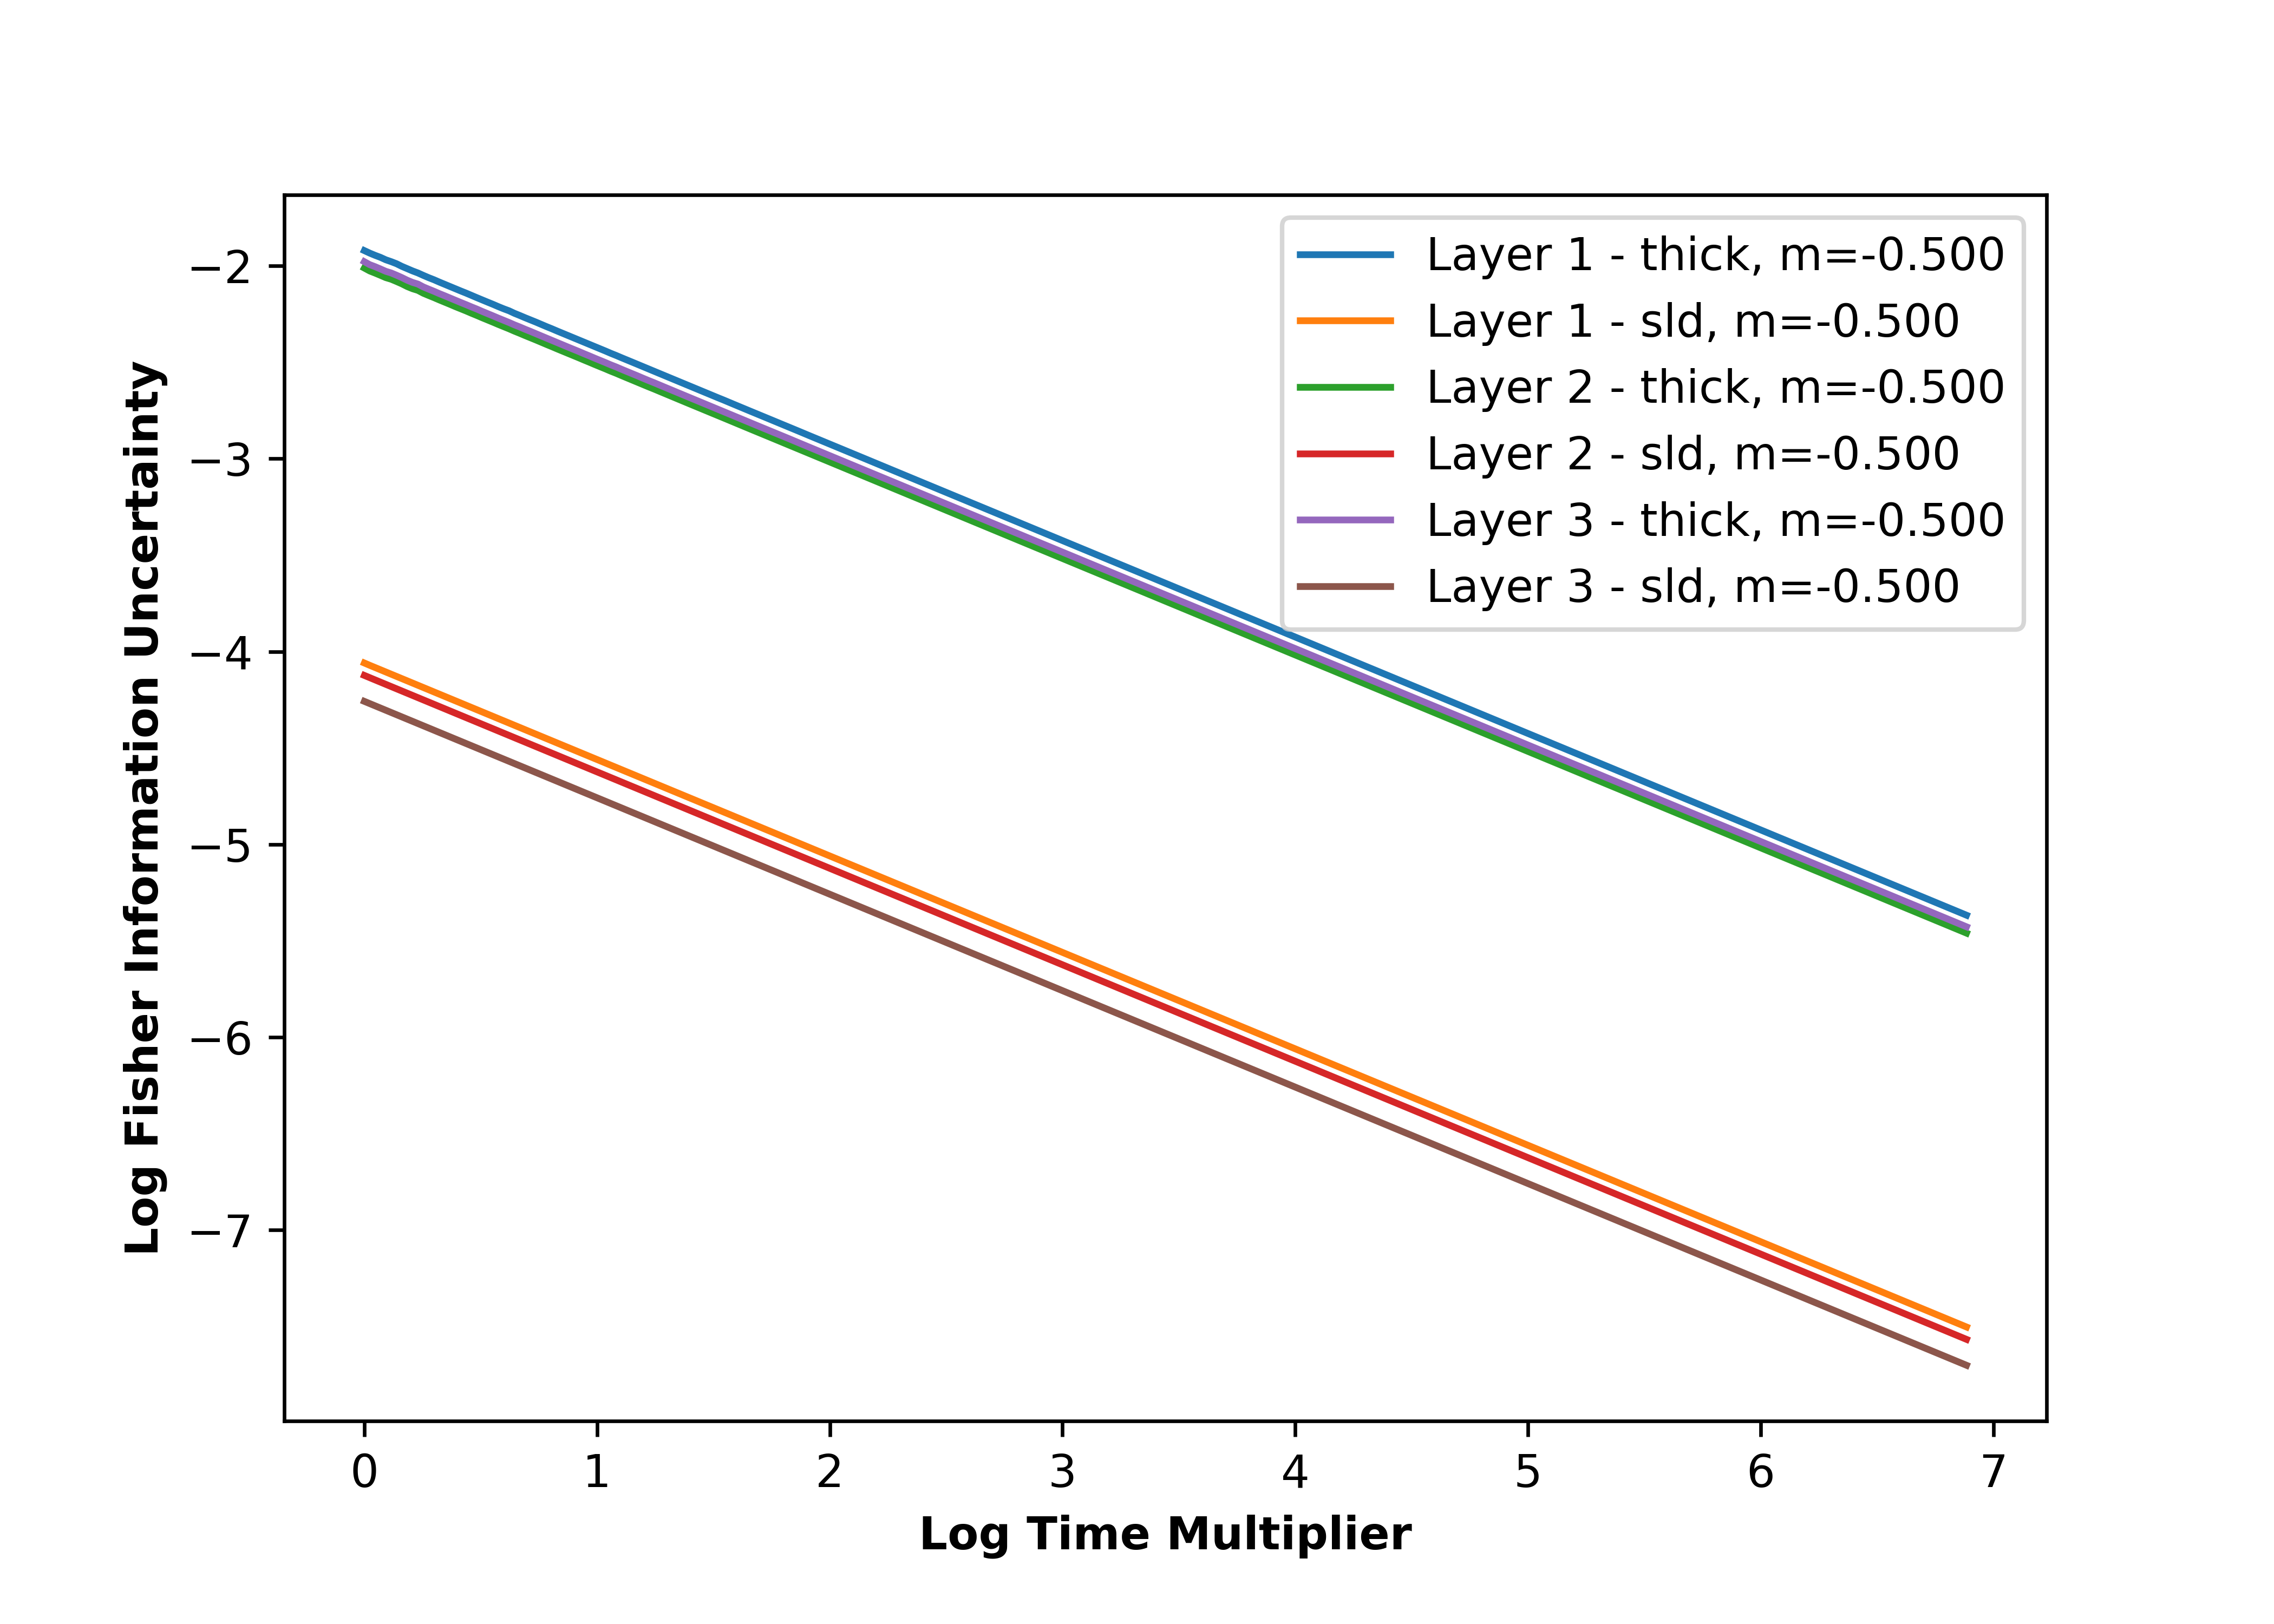 −2
−3
−4
−5
−6
−7
Log Fisher Information Uncertainty
Layer 1 - thick, m=-0.500
Layer 1 - sld, m=-0.500
Layer 2 - thick, m=-0.500
Layer 2 - sld, m=-0.500
Layer 3 - thick, m=-0.500
Layer 3 - sld, m=-0.500
0 1 2 3 4 5 6 7
Log Time Multiplier